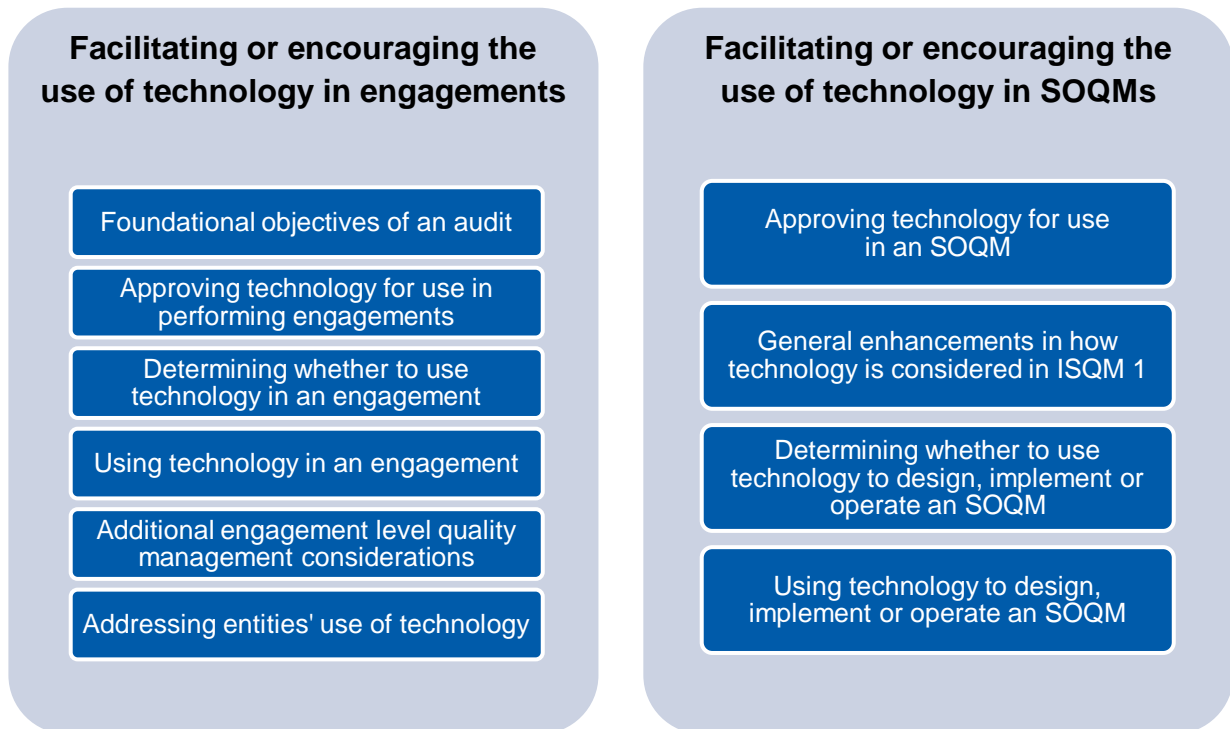 Facilitating or encouraging the
use of technology in engagements
Foundational objectives of an audit
Approving technology for use in
performing engagements
Determining whether to use
technology in an engagement
Using technology in an engagement
Additional engagement level quality
management considerations
Addressing entities' use of technology
Facilitating or encouraging the
use of technology in SOQMs
Approving technology for use
in an SOQM
General enhancements in how
technology is considered in ISQM 1
Determining whether to use
technology to design, implement or
operate an SOQM
Using technology to design,
implement or operate an SOQM